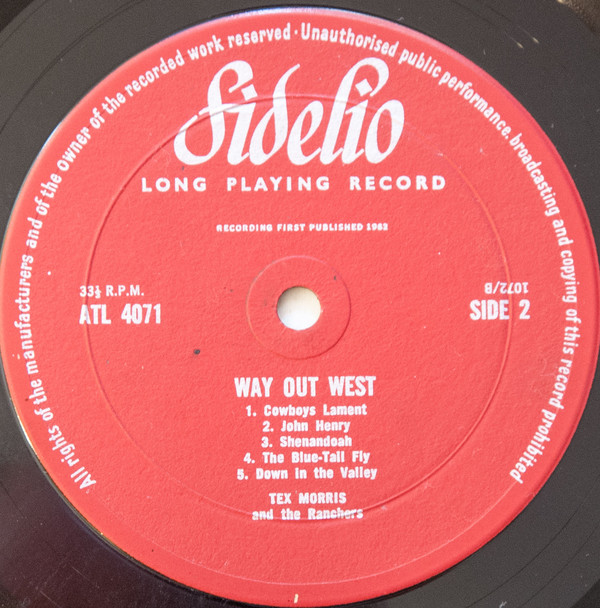 All rights of the manufacturers and of the owner of the recorded work reserved · Unauthorised public performance, broadcasting and copying of this record prohibited
fidelio
LONG PLAYING RECORD
RECORDING FIRST PUBLISHED 1962
33⅓ R.P.M.
1072/B
ATL 4071
SIDE 2
WAY OUT WEST
1. Cowboys Lament
2. John Henry
3. Shenandoah
4. The Blue-Tail Fly
5. Down in the Valley
TEX MORRIS
and the Ranchers